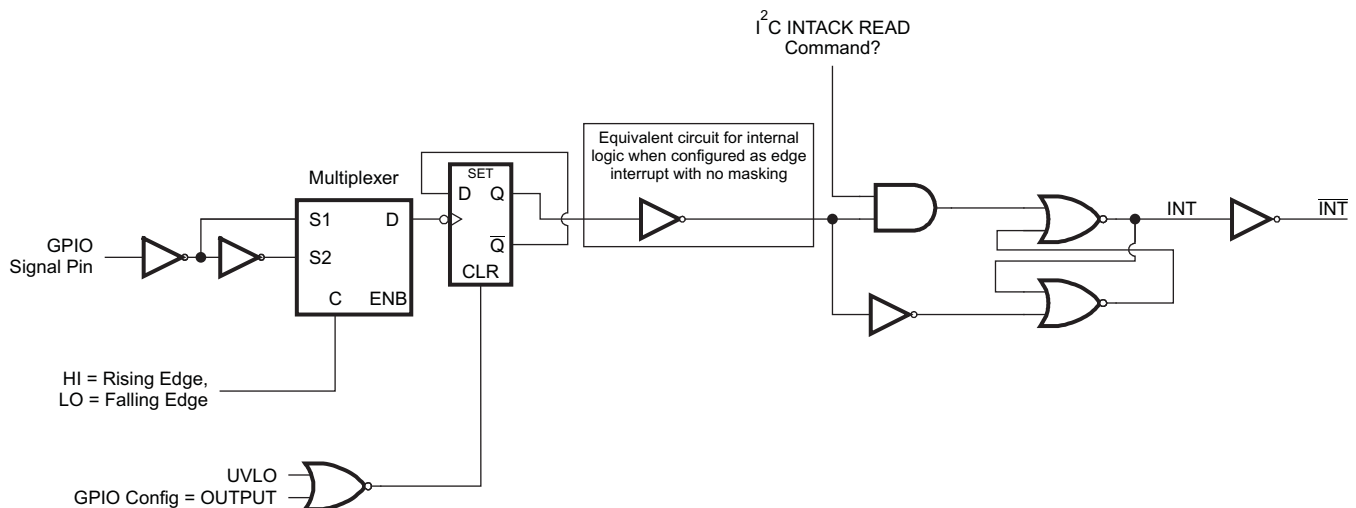 I²C INTACK READ
Command?
Equivalent circuit for internal
logic when configured as edge
interrupt with no masking
Multiplexer
SET
D Q
Q̅
CLR
S1 D
S2
C ENB
GPIO
Signal Pin
INT
I̅N̅T̅
HI = Rising Edge,
LO = Falling Edge
UVLO
GPIO Config = OUTPUT